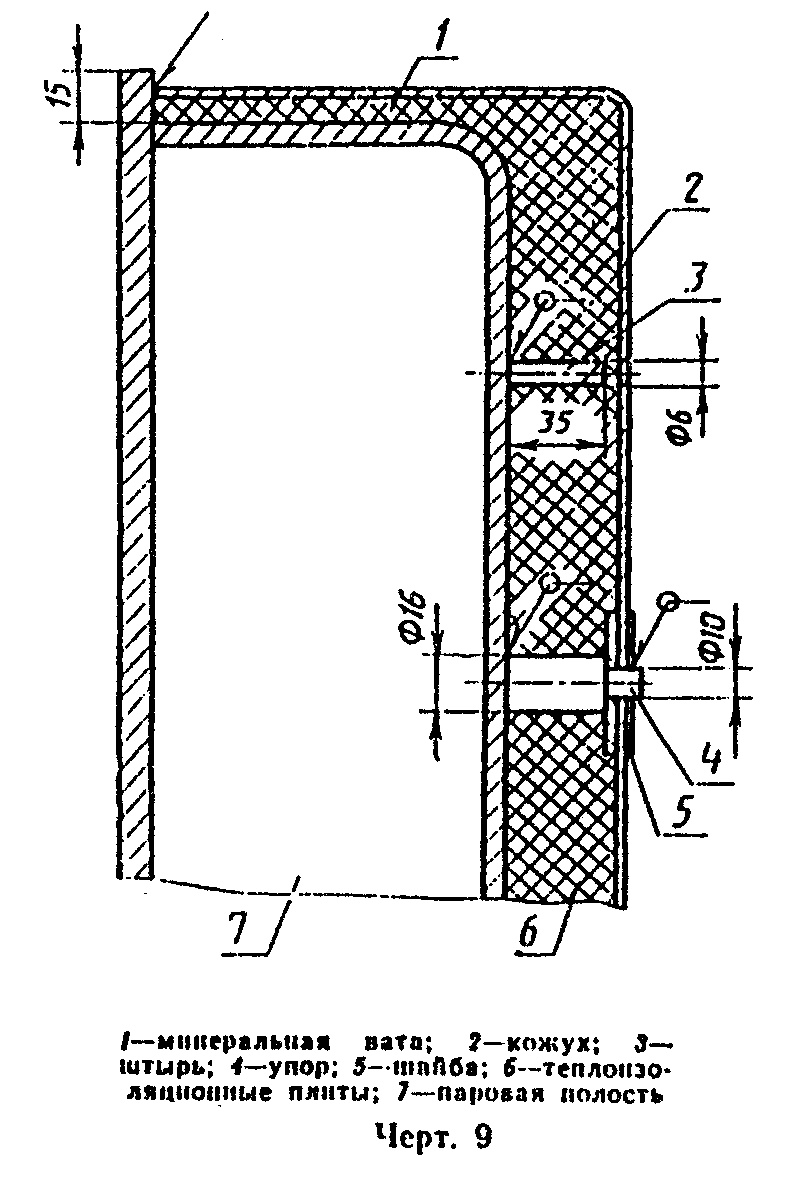 1
15
2
3
35
Ф6
Ф16
Ф10
4
5
7
6
1—минеральная вата; 2—кожух; 3—
штырь; 4—упор; 5—шайба; 6—теплоизо-
ляционные плиты; 7—паровая полость
Черт. 9